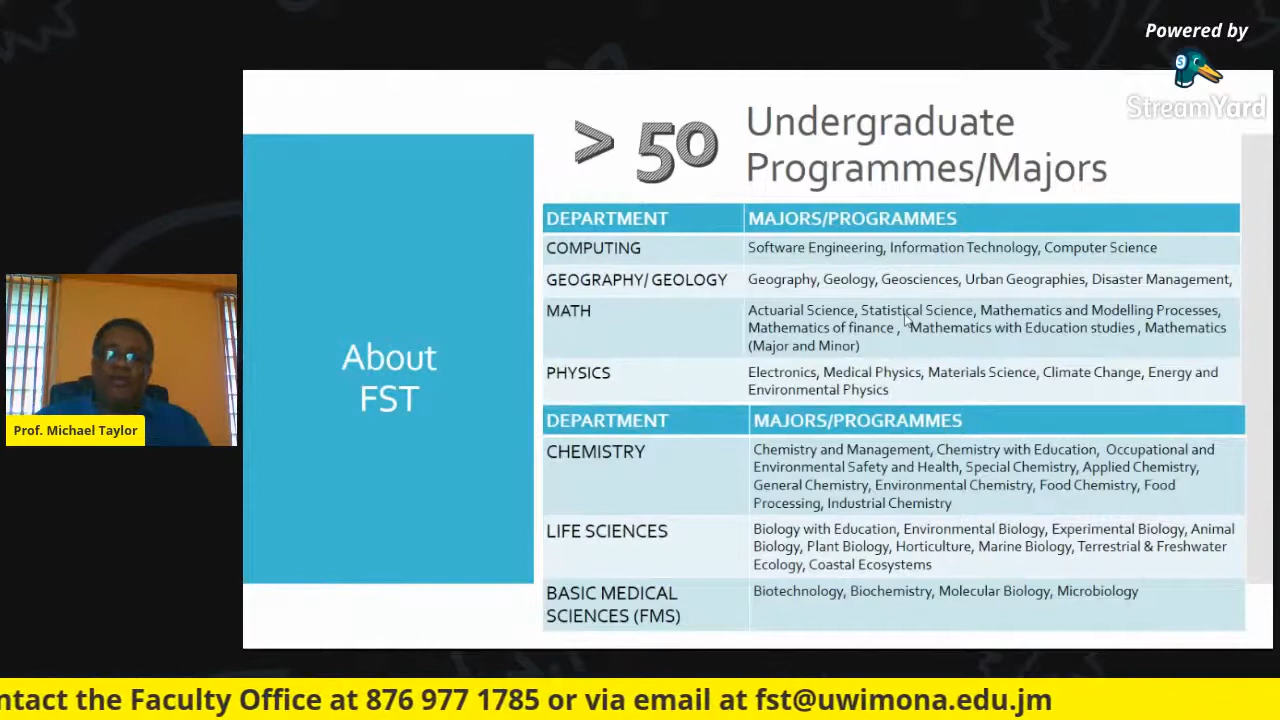 Powered by
StreamYard
> 50
Undergraduate
Programmes/Majors
About
FST
DEPARTMENT MAJORS/PROGRAMMES
COMPUTING Software Engineering, Information Technology, Computer Science
GEOGRAPHY/ GEOLOGY Geography, Geology, Geosciences, Urban Geographies, Disaster Management,
MATH Actuarial Science, Statistical Science, Mathematics and Modelling Processes,
Mathematics of finance , Mathematics with Education studies , Mathematics
(Major and Minor)
PHYSICS Electronics, Medical Physics, Materials Science, Climate Change, Energy and
Environmental Physics
DEPARTMENT MAJORS/PROGRAMMES
CHEMISTRY Chemistry and Management, Chemistry with Education, Occupational and
Environmental Safety and Health, Special Chemistry, Applied Chemistry,
General Chemistry, Environmental Chemistry, Food Chemistry, Food
Processing, Industrial Chemistry
LIFE SCIENCES Biology with Education, Environmental Biology, Experimental Biology, Animal
Biology, Plant Biology, Horticulture, Marine Biology, Terrestrial & Freshwater
Ecology, Coastal Ecosystems
BASIC MEDICAL Biotechnology, Biochemistry, Molecular Biology, Microbiology
SCIENCES (FMS)
Prof. Michael Taylor
ntact the Faculty Office at 876 977 1785 or via email at fst@uwimona.edu.jm